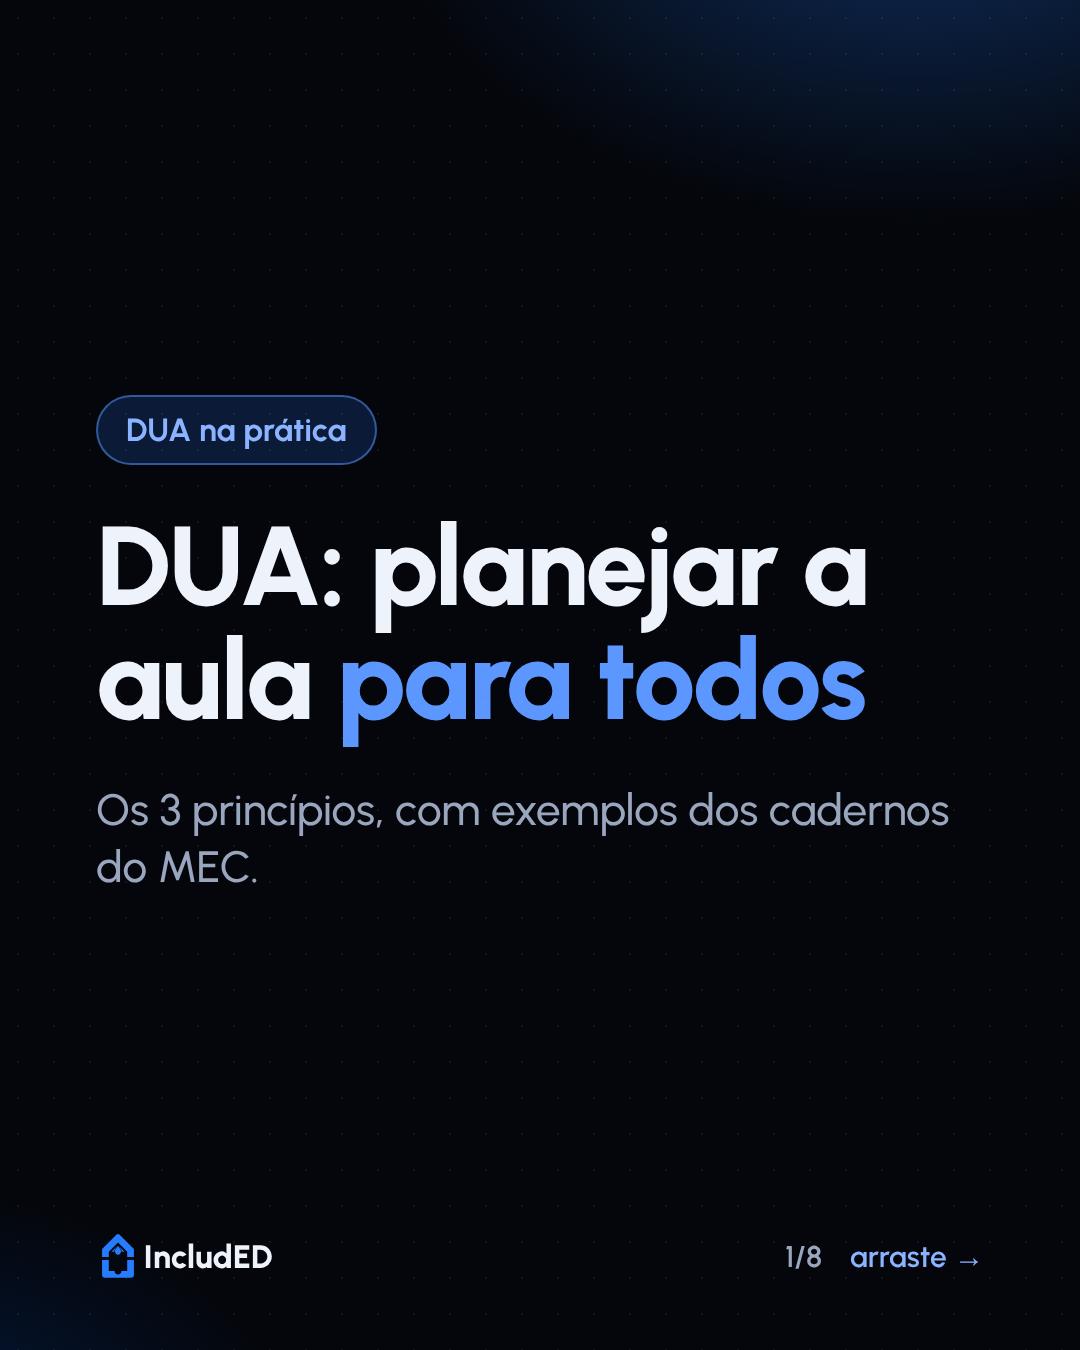 DUA na prática
DUA: planejar a
aula para todos
Os 3 princípios, com exemplos dos cadernos
do MEC.
IncludED
1/8 arraste →